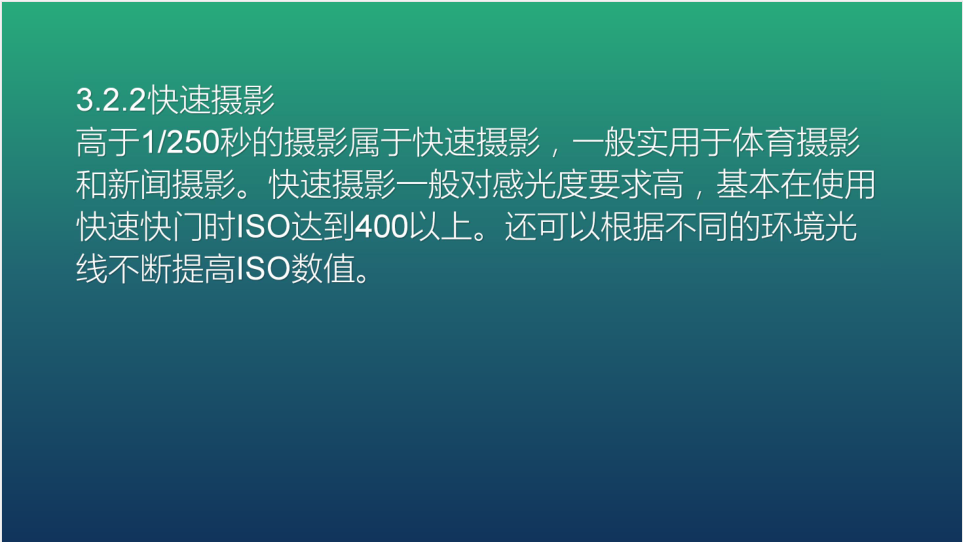 3.2.2快速摄影
高于1/250秒的摄影属于快速摄影，一般实用于体育摄影
和新闻摄影。快速摄影一般对感光度要求高，基本在使用
快速快门时ISO达到400以上。还可以根据不同的环境光
线不断提高ISO数值。